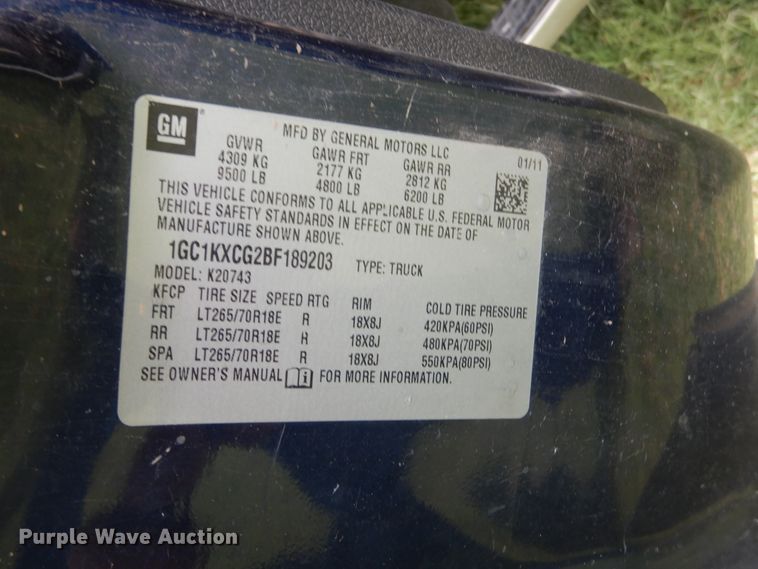 GM
MFD BY GENERAL MOTORS LLC 01/11
GVWR GAWR FRT GAWR RR
4309 KG 2177 KG 2812 KG
9500 LB 4800 LB 6200 LB
THIS VEHICLE CONFORMS TO ALL APPLICABLE U.S. FEDERAL MOTOR
VEHICLE SAFETY STANDARDS IN EFFECT ON THE DATE OF
MANUFACTURE SHOWN ABOVE.
1GC1KXCG2BF189203 TYPE: TRUCK
MODEL: K20743
KFCP TIRE SIZE SPEED RTG RIM COLD TIRE PRESSURE
FRT LT265/70R18E R 18X8J 420KPA(60PSI)
RR LT265/70R18E R 18X8J 480KPA(70PSI)
SPA LT265/70R18E R 18X8J 550KPA(80PSI)
SEE OWNER'S MANUAL FOR MORE INFORMATION.
Purple Wave Auction